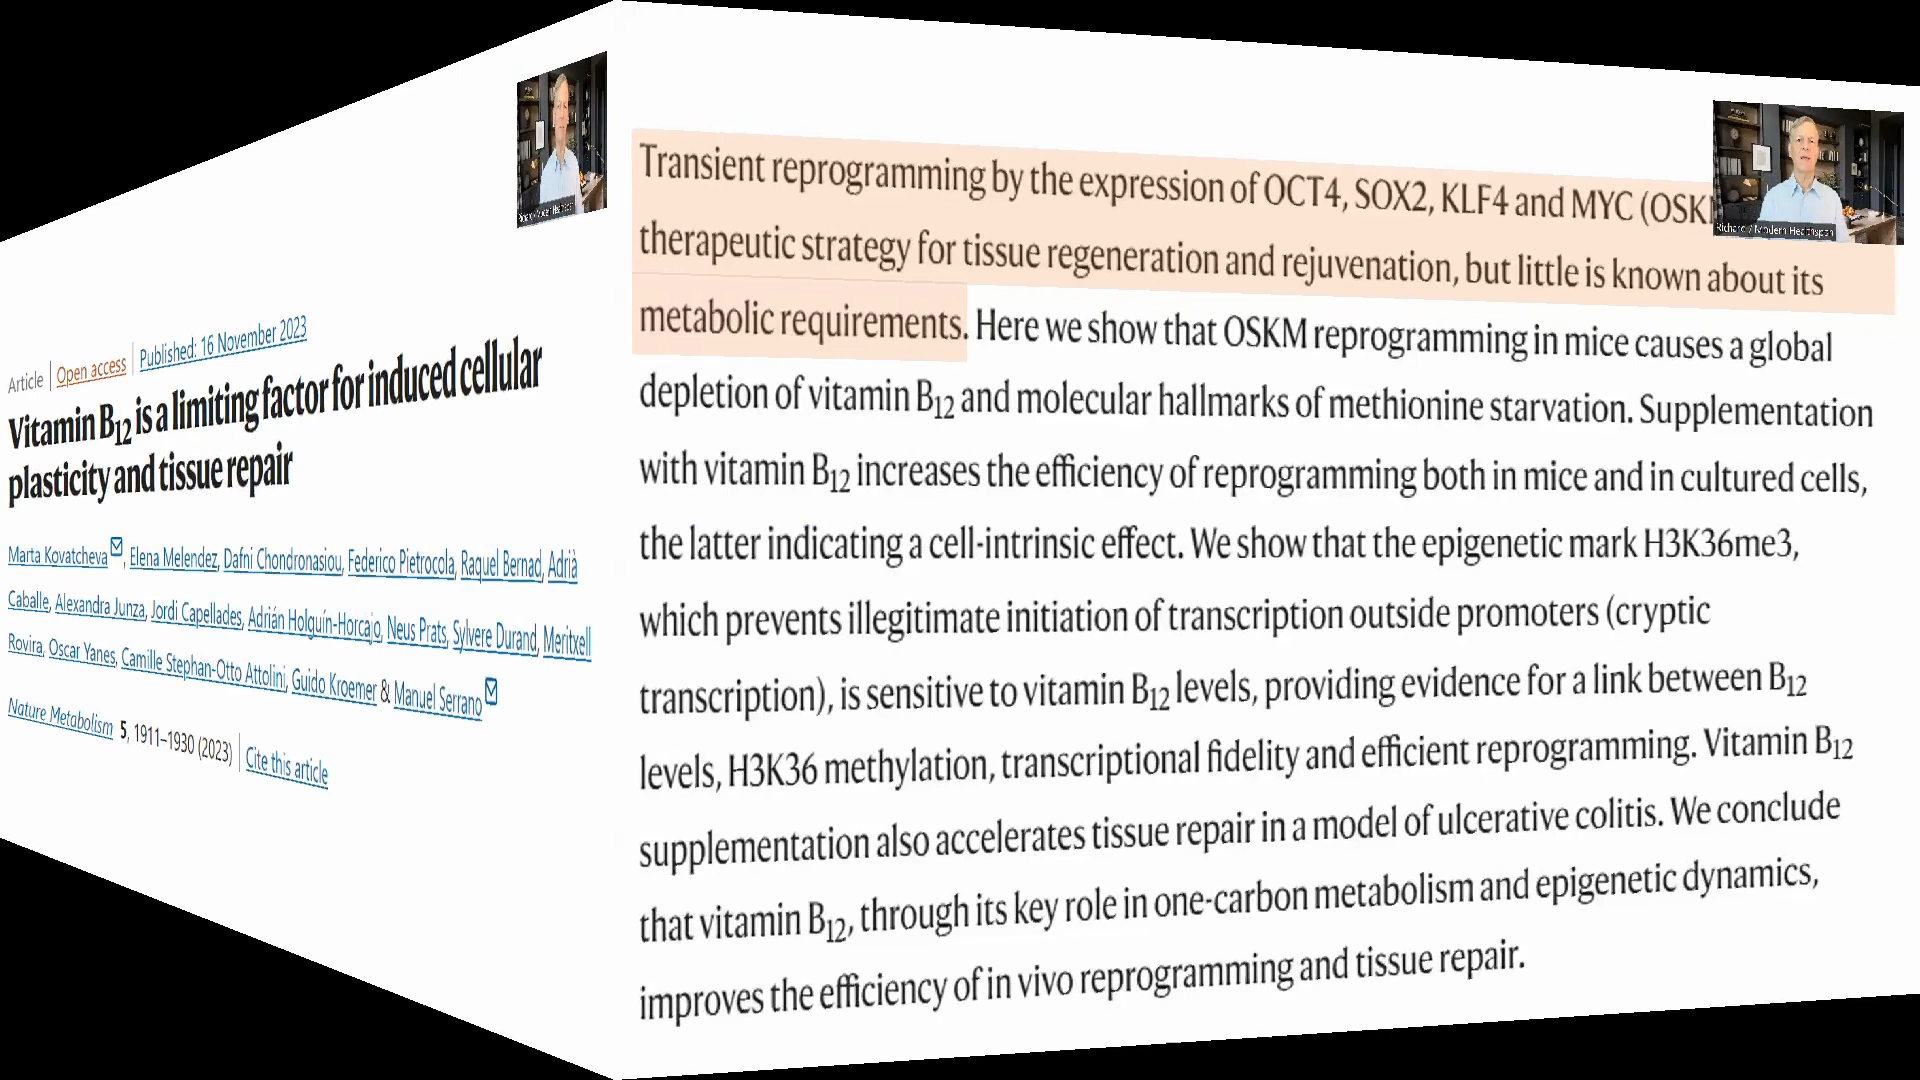 Article | Open access | Published: 16 November 2023
Vitamin B12 is a limiting factor for induced cellular
plasticity and tissue repair
Marta Kovatcheva, Elena Melendez, Dafni Chondronasiou, Federico Pietrocola, Raquel Bernad, Adrià
Caballe, Alexandra Junza, Jordi Capellades, Adrián Holguín-Horcajo, Neus Prats, Sylvere Durand, Meritxell
Rovira, Oscar Yanes, Camille Stephan-Otto Attolini, Guido Kroemer & Manuel Serrano
Nature Metabolism 5, 1911–1930 (2023) | Cite this article
Transient reprogramming by the expression of OCT4, SOX2, KLF4 and MYC
therapeutic strategy for tissue regeneration and rejuvenation, but little is known about its
metabolic requirements. Here we show that OSKM reprogramming in mice causes a global
depletion of vitamin B12 and molecular hallmarks of methionine starvation. Supplementation
with vitamin B12 increases the efficiency of reprogramming both in mice and in cultured cells,
the latter indicating a cell-intrinsic effect. We show that the epigenetic mark H3K36me3,
which prevents illegitimate initiation of transcription outside promoters (cryptic
transcription), is sensitive to vitamin B12 levels, providing evidence for a link between B12
levels, H3K36 methylation, transcriptional fidelity and efficient reprogramming. Vitamin B12
supplementation also accelerates tissue repair in a model of ulcerative colitis. We conclude
that vitamin B12, through its key role in one-carbon metabolism and epigenetic dynamics,
improves the efficiency of in vivo reprogramming and tissue repair.
Richard / Modern Healthspan